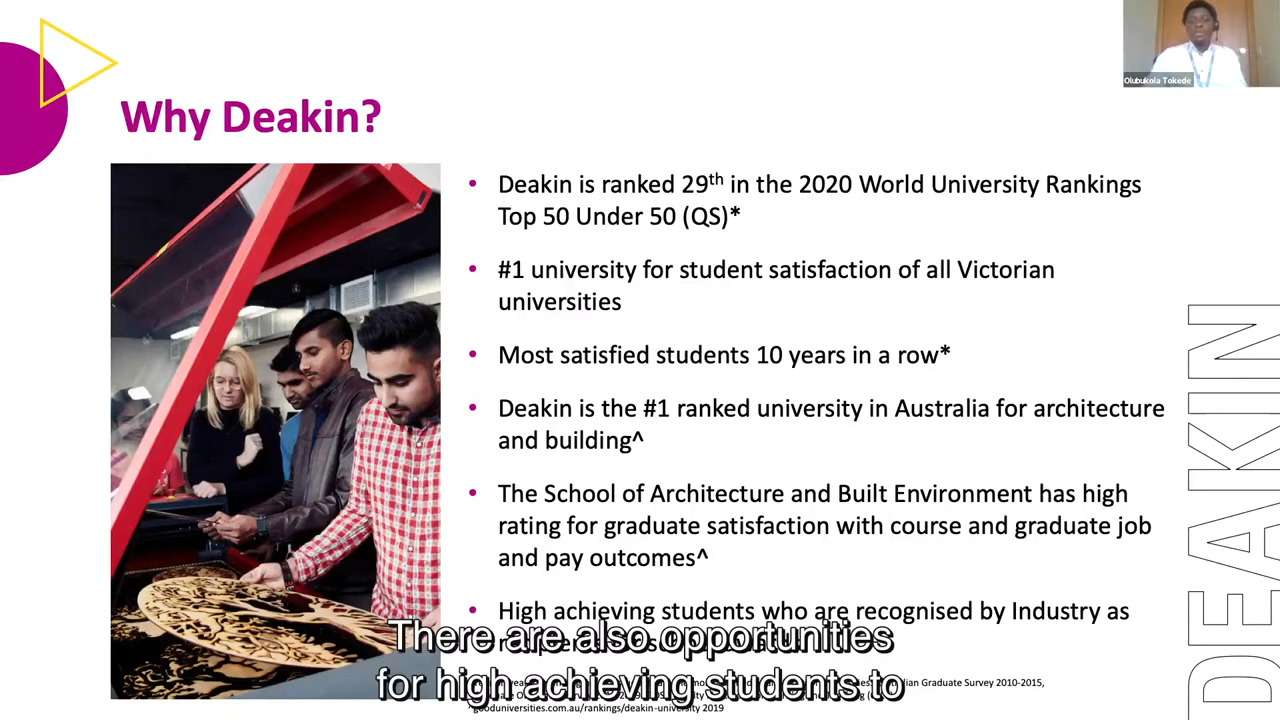 Olubukola Tokede
Why Deakin?
• Deakin is ranked 29th in the 2020 World University Rankings
Top 50 Under 50 (QS)*
• #1 university for student satisfaction of all Victorian
universities
• Most satisfied students 10 years in a row*
• Deakin is the #1 ranked university in Australia for architecture
and building^
• The School of Architecture and Built Environment has high
rating for graduate satisfaction with course and graduate job
and pay outcomes^
• High achieving students who are recognised by Industry as
There are also opportunities
for high achieving students to
Graduate Survey 2010-2015,
^gooduniversities.com.au/rankings/deakin-university 2019
DEAKIN